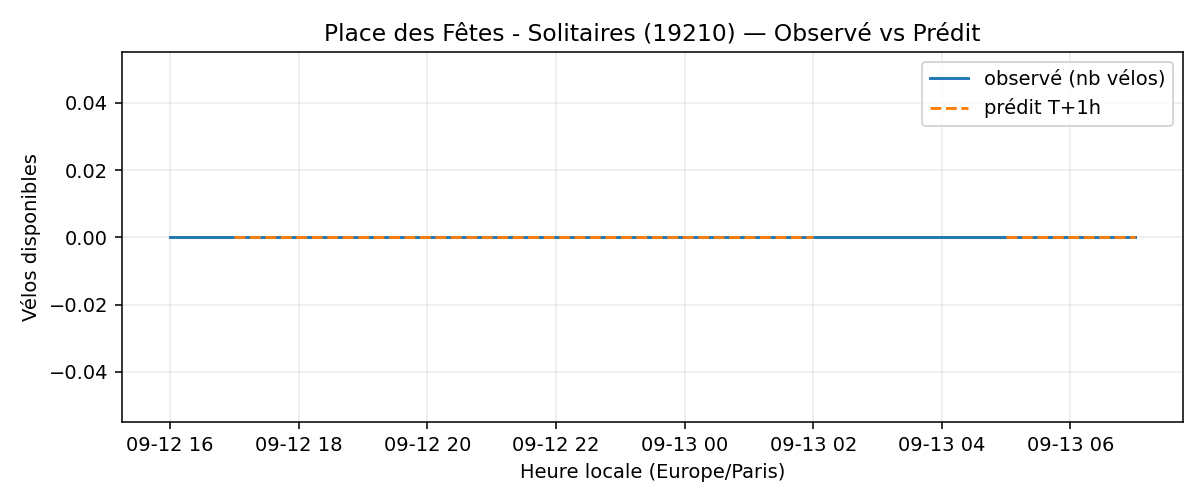 Place des Fêtes - Solitaires (19210) — Observé vs Prédit
observé (nb vélos)
prédit T+1h
Vélos disponibles
0.04
0.02
0.00
−0.02
−0.04
09-12 16
09-12 18
09-12 20
09-12 22
09-13 00
09-13 02
09-13 04
09-13 06
Heure locale (Europe/Paris)